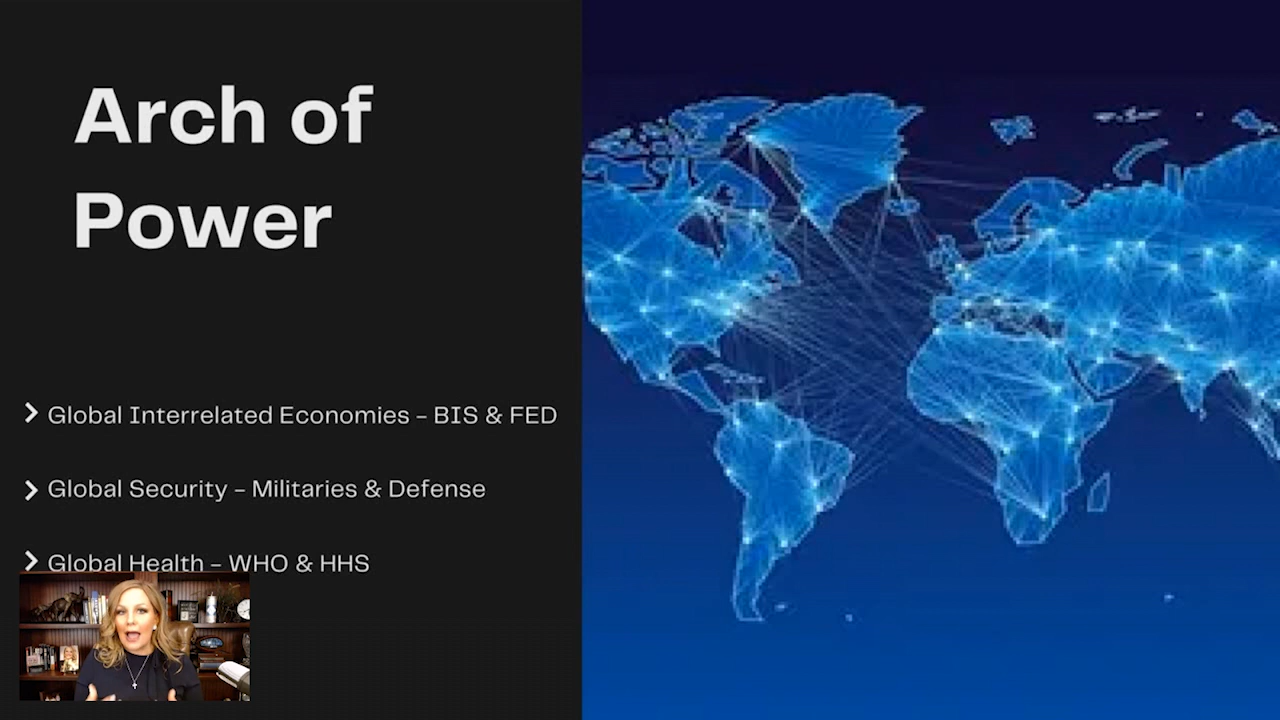 Arch of
Power
Global Interrelated Economies – BIS & FED
Global Security – Militaries & Defense
Global Health – WHO & HHS